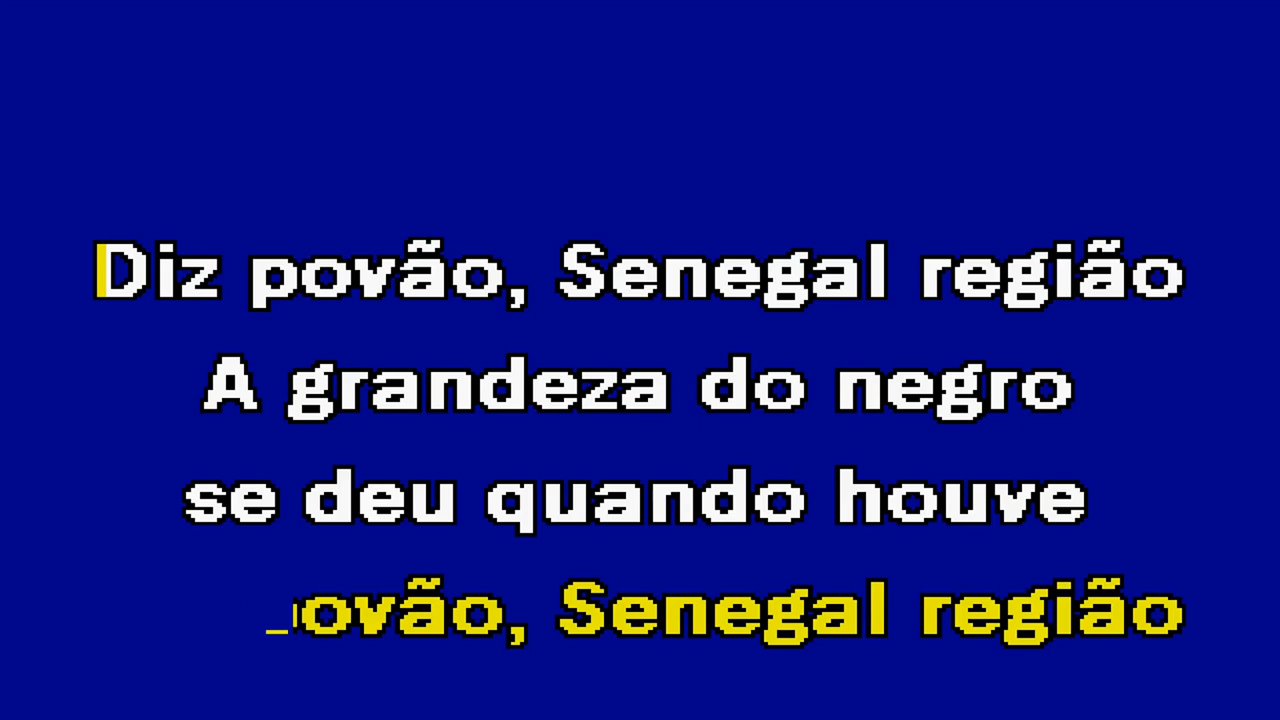 Diz povão, Senegal região
A grandeza do negro
se deu quando houve
ovão, Senegal região